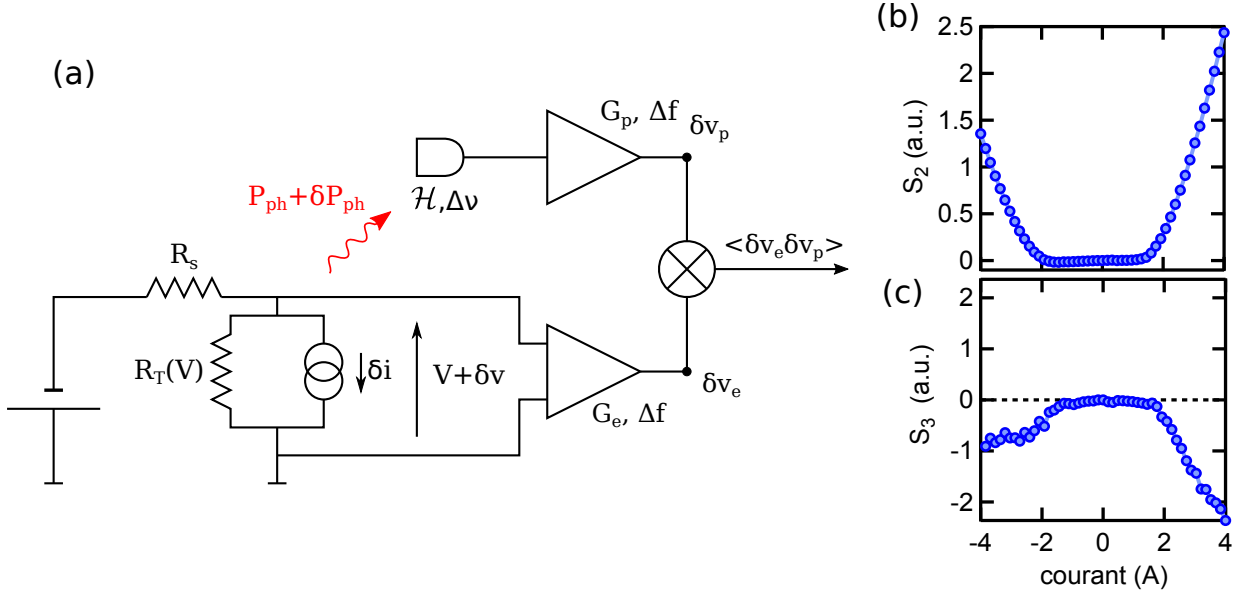 (a)
G_p, Δf
δv_p
ℋ,Δν
P_ph+δP_ph
<δv_eδv_p>
R_s
R_T(V)
δi
V+δv
G_e, Δf
δv_e
(b)
S_2 (a.u.)
2.5
2
1.5
1
0.5
0
(c)
S_3 (a.u.)
2
1
0
-1
-2
-4
-2
0
2
4
courant (A)